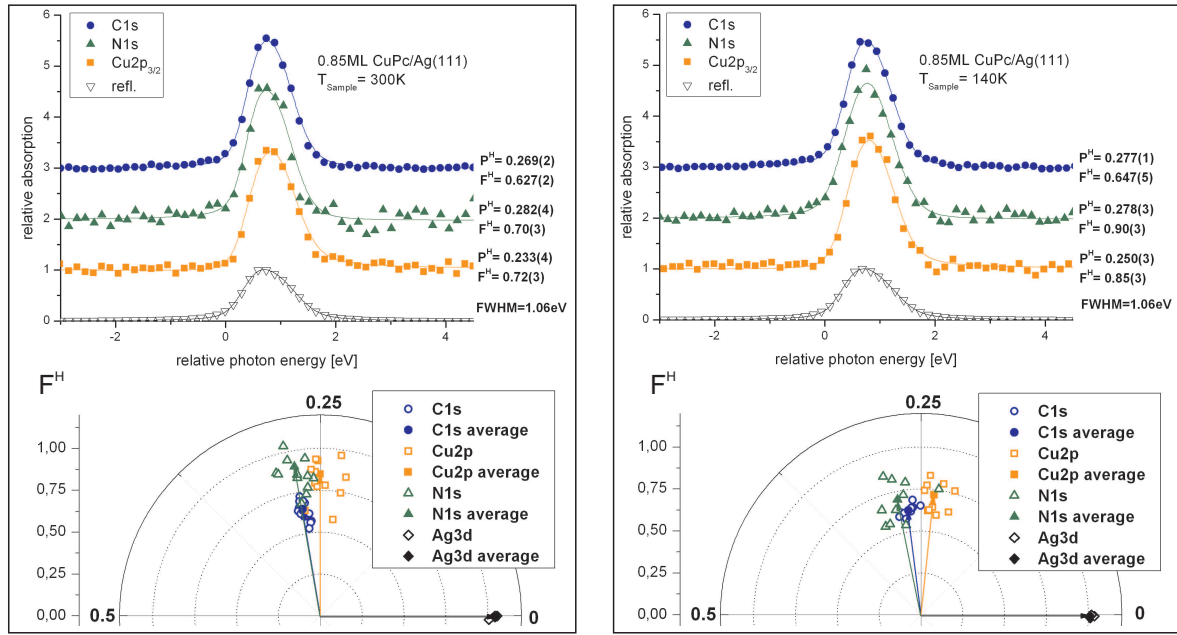 6
5
4
3
2
1
0
relative absorption
C1s
N1s
Cu2p3/2
refl.
0.85ML CuPc/Ag(111)
TSample= 300K
PH= 0.269(2)
FH= 0.627(2)
PH= 0.282(4)
FH= 0.70(3)
PH= 0.233(4)
FH= 0.72(3)
FWHM=1.06eV
-2 0 2 4
relative photon energy [eV]
FH
1,00
0,75
0,50
0,25
0,00
0.5
0.25
0
C1s
C1s average
Cu2p
Cu2p average
N1s
N1s average
Ag3d
Ag3d average
6
5
4
3
2
1
0
relative absorption
C1s
N1s
Cu2p3/2
refl.
0.85ML CuPc/Ag(111)
TSample= 140K
PH= 0.277(1)
FH= 0.647(5)
PH= 0.278(3)
FH= 0.90(3)
PH= 0.250(3)
FH= 0.85(3)
FWHM=1.06eV
-2 0 2 4
relative photon energy [eV]
FH
1,00
0,75
0,50
0,25
0,00
0.5
0.25
0
C1s
C1s average
Cu2p
Cu2p average
N1s
N1s average
Ag3d
Ag3d average